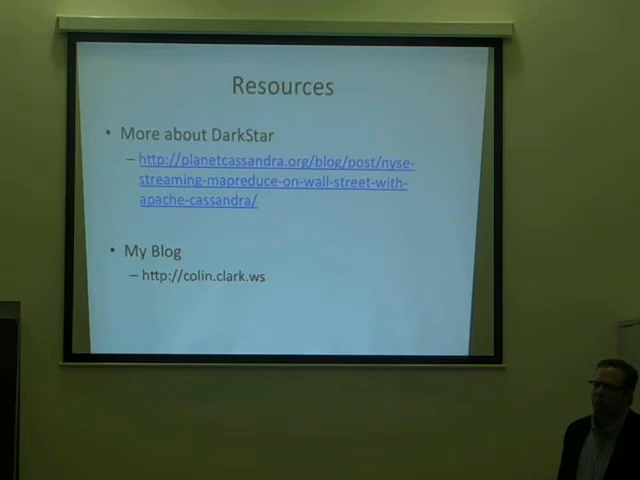 Resources
• More about DarkStar
– http://planetcassandra.org/blog/post/nyse-
streaming-mapreduce-on-wall-street-with-
apache-cassandra/
• My Blog
– http://colin.clark.ws